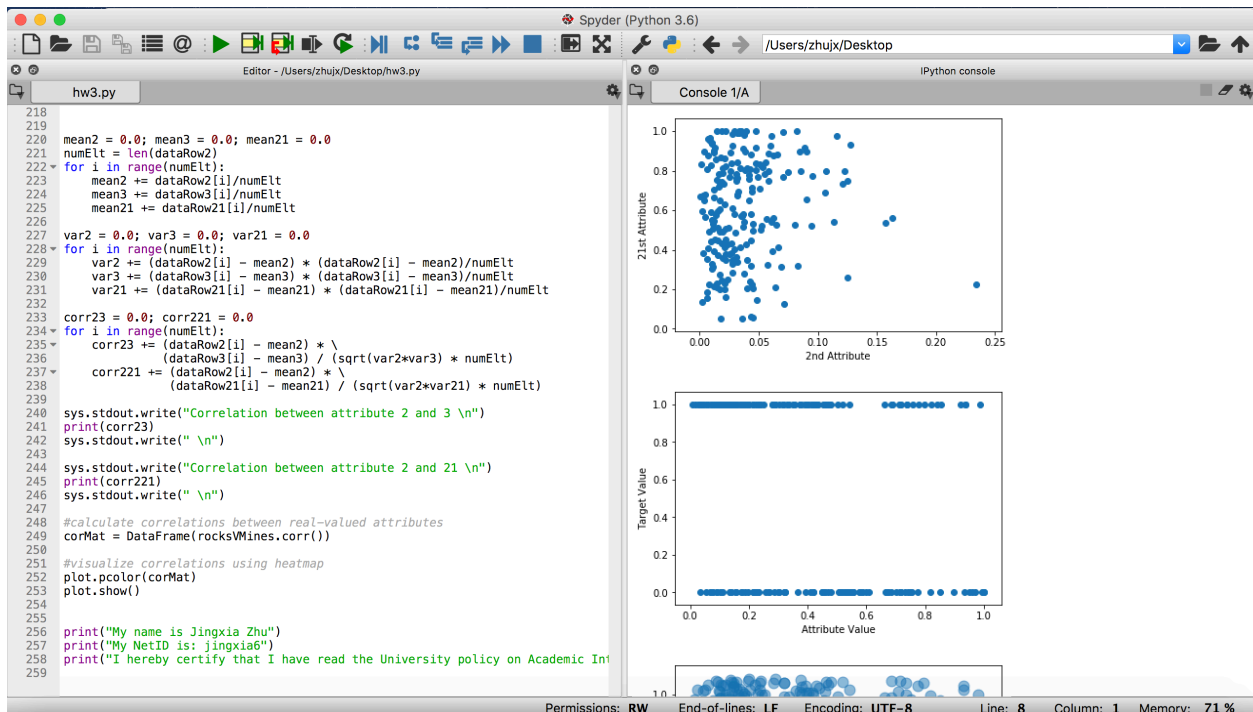 Spyder (Python 3.6)
/Users/zhujx/Desktop
Editor - /Users/zhujx/Desktop/hw3.py
hw3.py
218
219
220 mean2 = 0.0; mean3 = 0.0; mean21 = 0.0
221 numElt = len(dataRow2)
222 for i in range(numElt):
223     mean2 += dataRow2[i]/numElt
224     mean3 += dataRow3[i]/numElt
225     mean21 += dataRow21[i]/numElt
226
227 var2 = 0.0; var3 = 0.0; var21 = 0.0
228 for i in range(numElt):
229     var2 += (dataRow2[i] - mean2) * (dataRow2[i] - mean2)/numElt
230     var3 += (dataRow3[i] - mean3) * (dataRow3[i] - mean3)/numElt
231     var21 += (dataRow21[i] - mean21) * (dataRow21[i] - mean21)/numElt
232
233 corr23 = 0.0; corr221 = 0.0
234 for i in range(numElt):
235     corr23 += (dataRow2[i] - mean2) * \
236               (dataRow3[i] - mean3) / (sqrt(var2*var3) * numElt)
237     corr221 += (dataRow2[i] - mean2) * \
238                (dataRow21[i] - mean21) / (sqrt(var2*var21) * numElt)
239
240 sys.stdout.write("Correlation between attribute 2 and 3 \n")
241 print(corr23)
242 sys.stdout.write(" \n")
243
244 sys.stdout.write("Correlation between attribute 2 and 21 \n")
245 print(corr221)
246 sys.stdout.write(" \n")
247
248 #calculate correlations between real-valued attributes
249 corMat = DataFrame(rocksVMines.corr())
250
251 #visualize correlations using heatmap
252 plot.pcolor(corMat)
253 plot.show()
254
255
256 print("My name is Jingxia Zhu")
257 print("My NetID is: jingxia6")
258 print("I hereby certify that I have read the University policy on Academic Int
259
IPython console
Console 1/A
1.0
0.8
0.6
0.4
0.2
0.0
21st Attribute
0.00 0.05 0.10 0.15 0.20 0.25
2nd Attribute
1.0
0.8
0.6
0.4
0.2
0.0
Target Value
0.0 0.2 0.4 0.6 0.8 1.0
Attribute Value
1.0
Permissions: RW End-of-lines: LF Encoding: UTF-8 Line: 8 Column: 1 Memory: 71 %